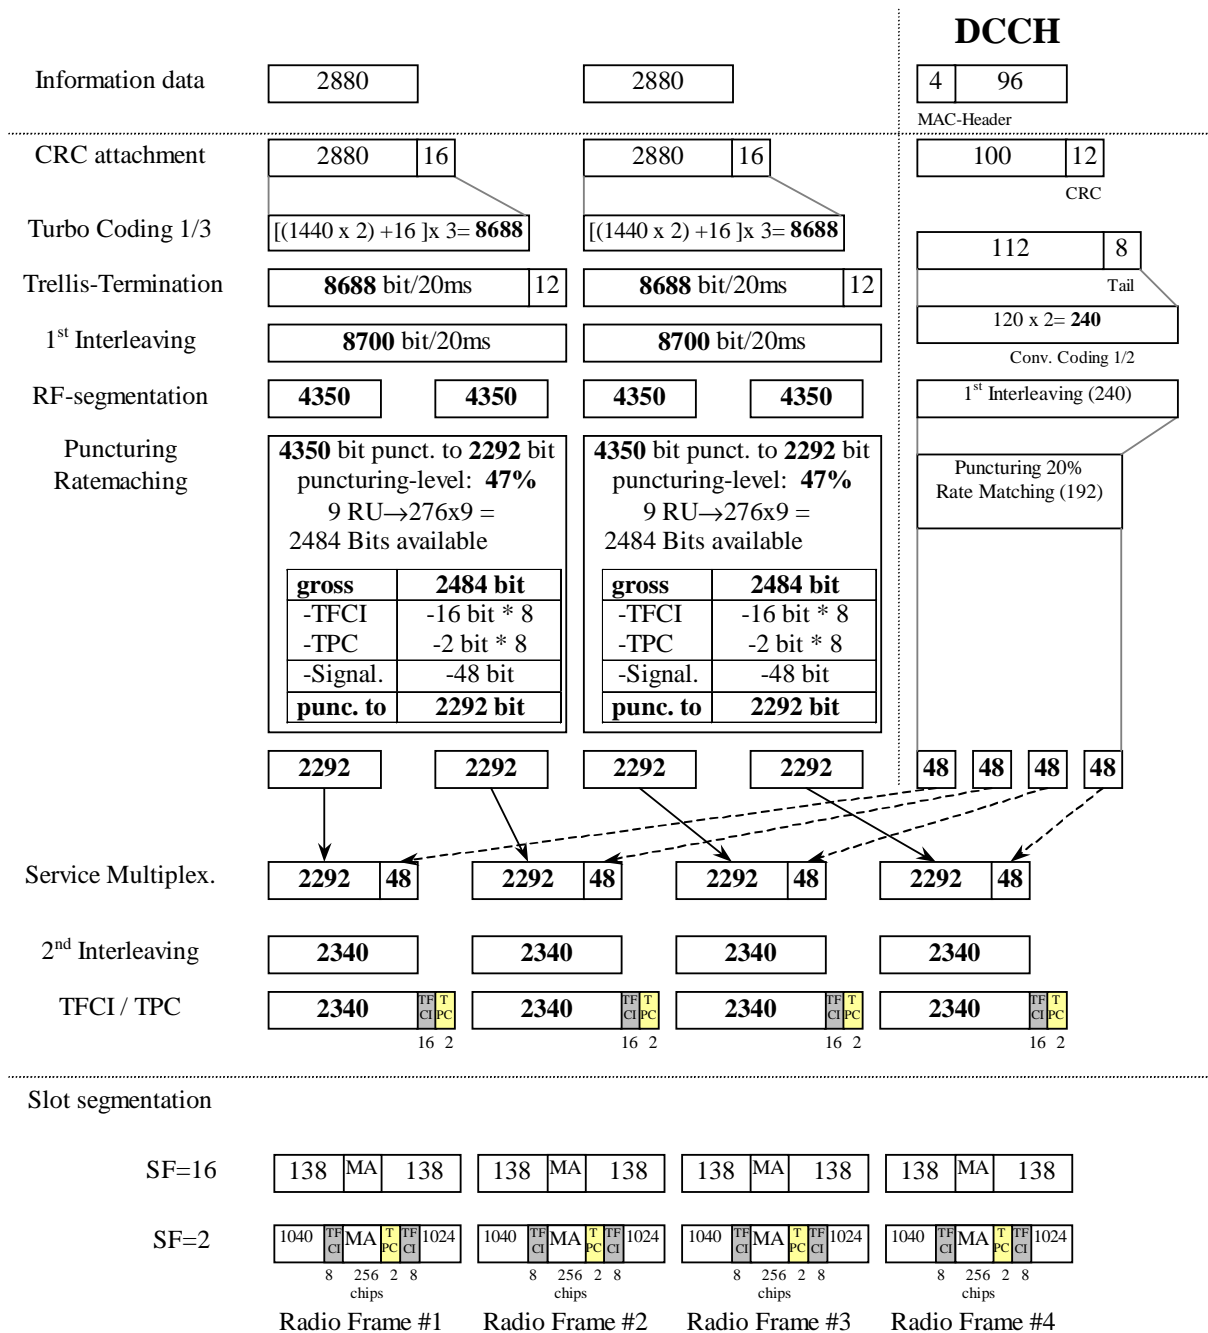 DCCH
Information data 2880 2880 4 96
MAC-Header
CRC attachment 2880 16 2880 16 100 12
CRC
Turbo Coding 1/3 [(1440 x 2) +16 ]x 3= 8688 [(1440 x 2) +16 ]x 3= 8688
112 8
Trellis-Termination 8688 bit/20ms 12 8688 bit/20ms 12
Tail
120 x 2= 240
1st Interleaving 8700 bit/20ms 8700 bit/20ms
Conv. Coding 1/2
RF-segmentation 4350 4350 4350 4350 1st Interleaving (240)
Puncturing 4350 bit punct. to 2292 bit 4350 bit punct. to 2292 bit
Ratemaching puncturing-level: 47% puncturing-level: 47%
Puncturing 20%
Rate Matching (192)
9 RU→276x9 = 9 RU→276x9 =
2484 Bits available 2484 Bits available
gross 2484 bit gross 2484 bit
-TFCI -16 bit * 8 -TFCI -16 bit * 8
-TPC -2 bit * 8 -TPC -2 bit * 8
-Signal. -48 bit -Signal. -48 bit
punc. to 2292 bit punc. to 2292 bit
2292 2292 2292 2292 48 48 48 48
Service Multiplex. 2292 48 2292 48 2292 48 2292 48
2nd Interleaving 2340 2340 2340 2340
TFCI / TPC 2340 TF CI T PC 2340 TF CI T PC 2340 TF CI T PC 2340 TF CI T PC
16 2 16 2 16 2 16 2
Slot segmentation
SF=16 138 MA 138 138 MA 138 138 MA 138 138 MA 138
SF=2 1040 TF CI MA T PC TF CI 1024 1040 TF CI MA T PC TF CI 1024 1040 TF CI MA T PC TF CI 1024 1040 TF CI MA T PC TF CI 1024
8 256 2 8 8 256 2 8 8 256 2 8 8 256 2 8
chips chips chips chips
Radio Frame #1 Radio Frame #2 Radio Frame #3 Radio Frame #4